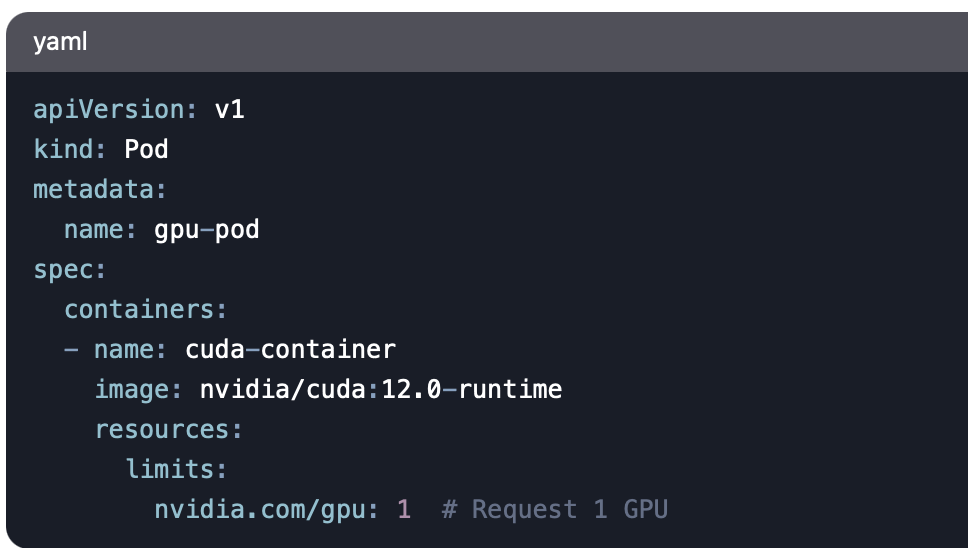 yaml
apiVersion: v1
kind: Pod
metadata:
  name: gpu-pod
spec:
  containers:
  - name: cuda-container
    image: nvidia/cuda:12.0-runtime
    resources:
      limits:
        nvidia.com/gpu: 1  # Request 1 GPU